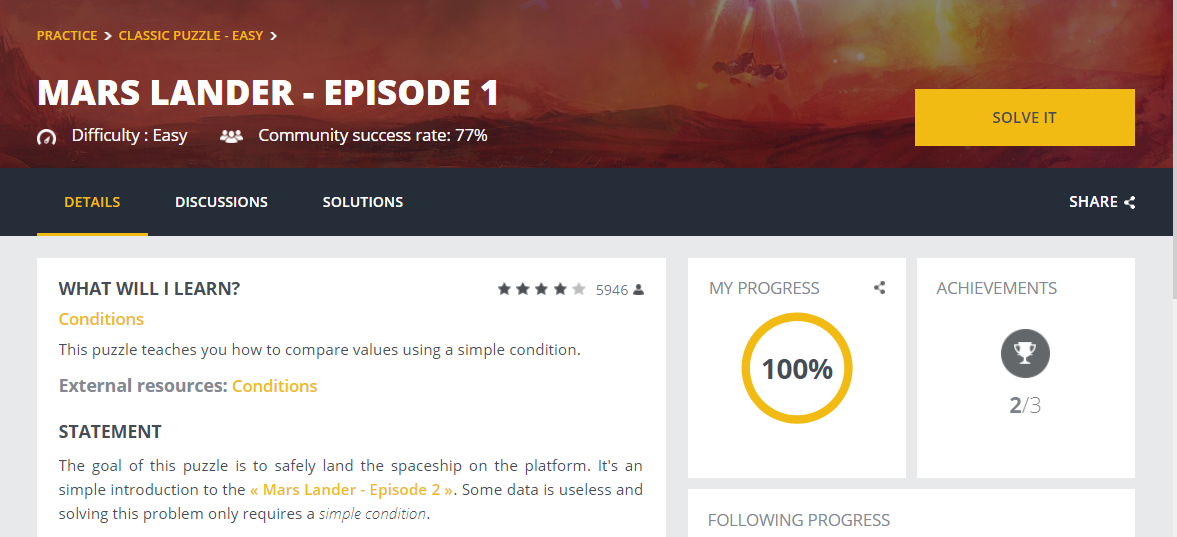 PRACTICE > CLASSIC PUZZLE - EASY >
MARS LANDER - EPISODE 1
Difficulty : Easy Community success rate: 77%
SOLVE IT
DETAILS DISCUSSIONS SOLUTIONS SHARE
WHAT WILL I LEARN? 5946
Conditions
This puzzle teaches you how to compare values using a simple condition.
External resources: Conditions
STATEMENT
The goal of this puzzle is to safely land the spaceship on the platform. It's an
simple introduction to the « Mars Lander - Episode 2 ». Some data is useless and
solving this problem only requires a simple condition.
MY PROGRESS
100%
ACHIEVEMENTS
2/3
FOLLOWING PROGRESS